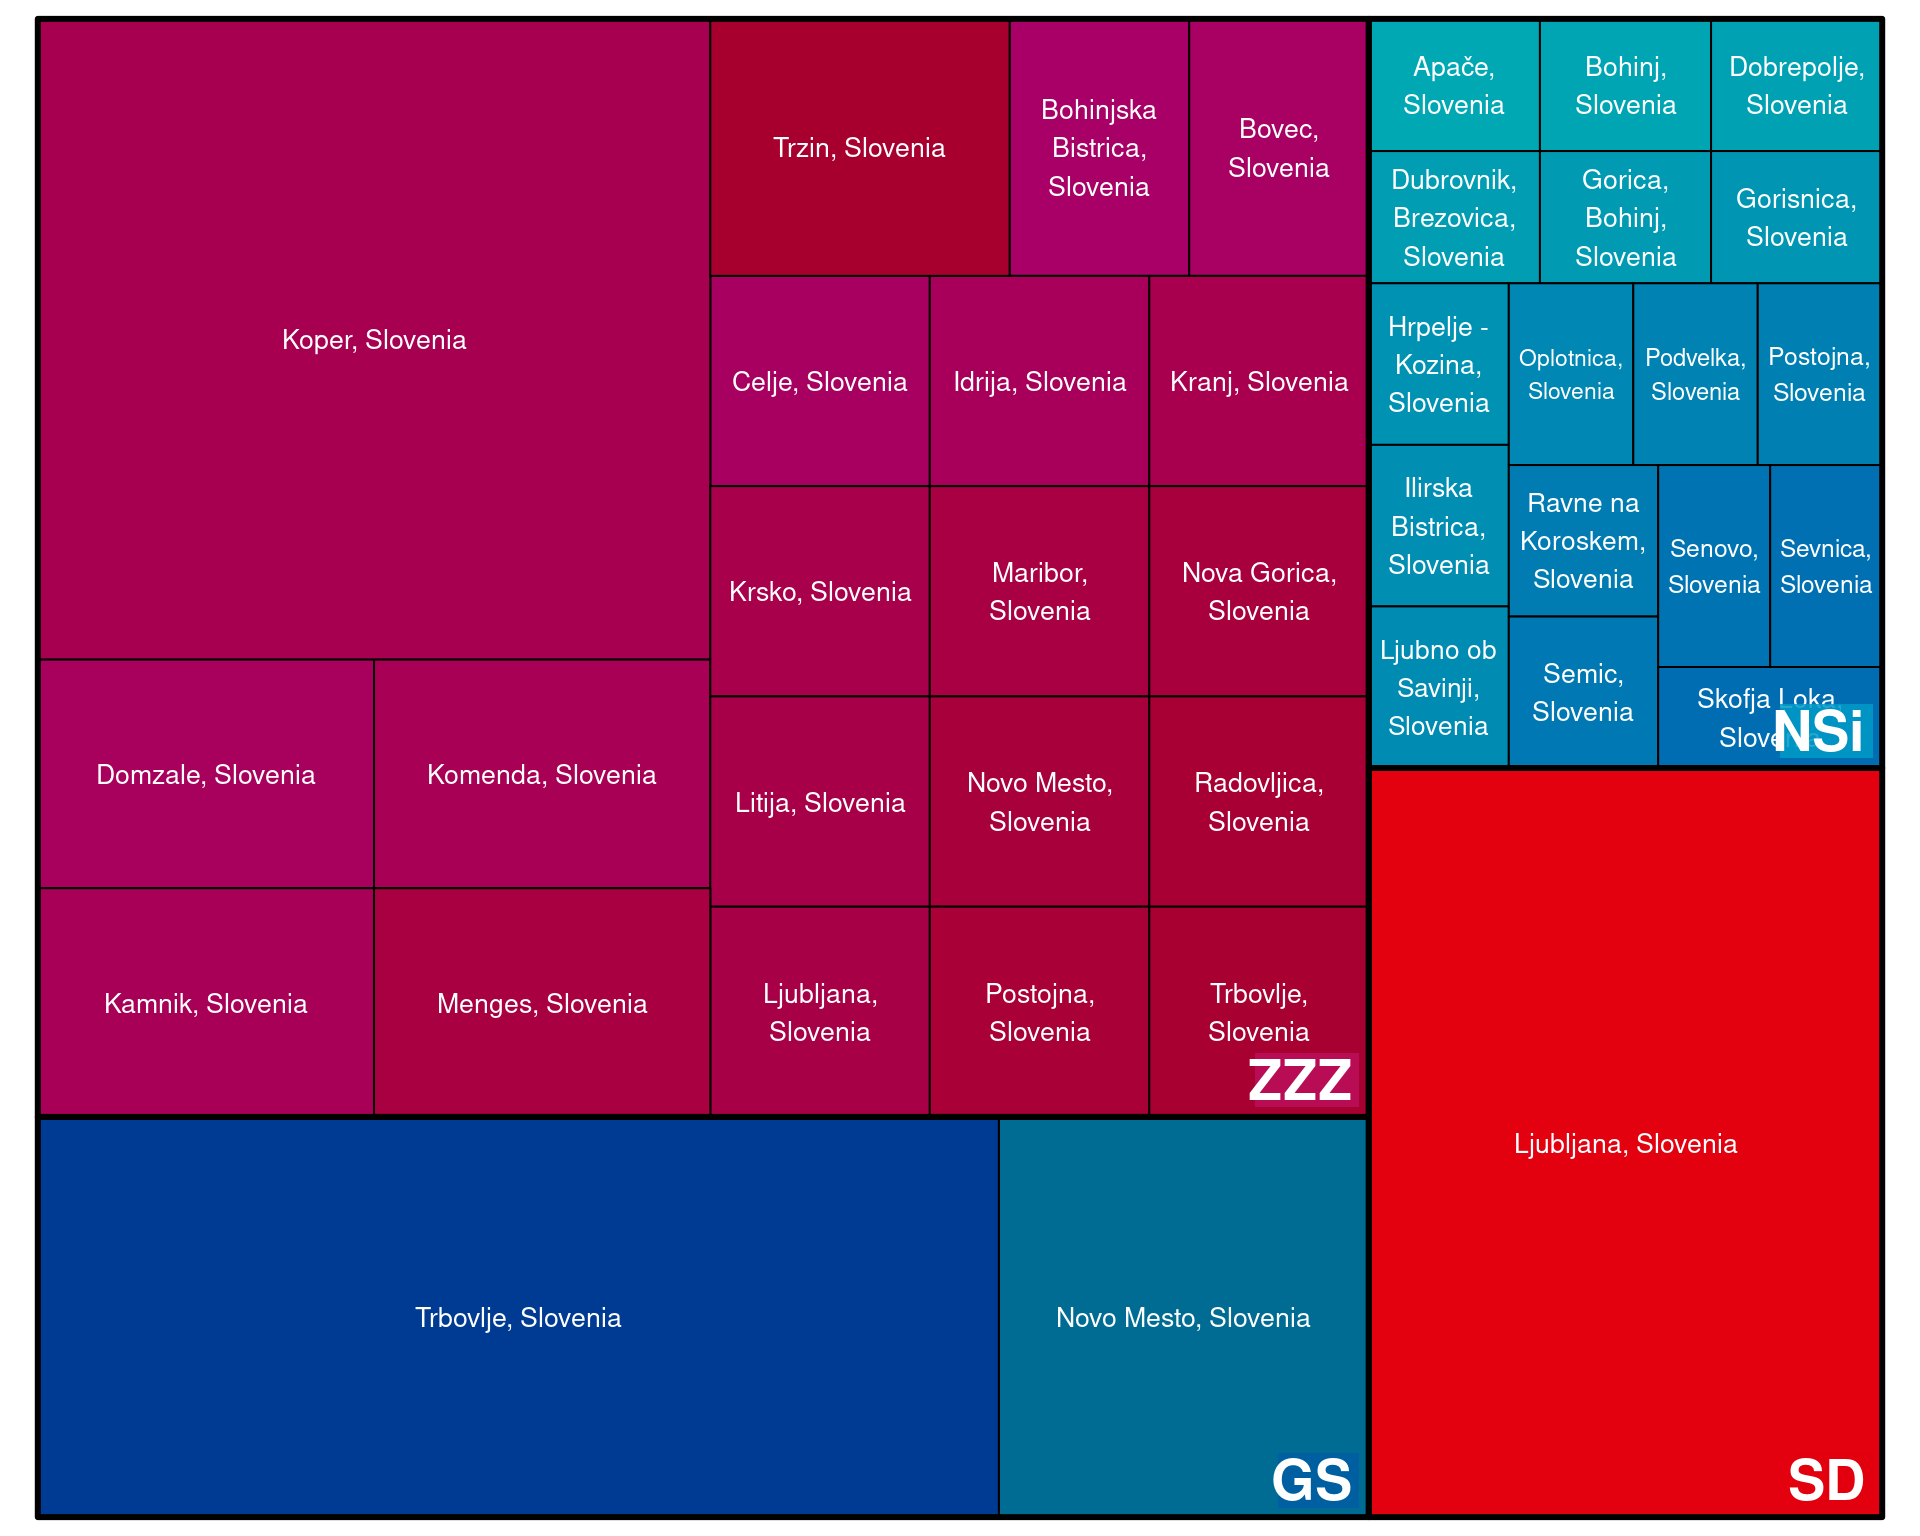 Koper, Slovenia
Trzin, Slovenia
Bohinjska
Bistrica,
Slovenia
Bovec,
Slovenia
Celje, Slovenia
Idrija, Slovenia
Kranj, Slovenia
Krsko, Slovenia
Maribor,
Slovenia
Nova Gorica,
Slovenia
Domzale, Slovenia
Komenda, Slovenia
Litija, Slovenia
Novo Mesto,
Slovenia
Radovljica,
Slovenia
Kamnik, Slovenia
Menges, Slovenia
Ljubljana,
Slovenia
Postojna,
Slovenia
Trbovlje,
Slovenia
ZZZ
Trbovlje, Slovenia
Novo Mesto, Slovenia
GS
Apače,
Slovenia
Bohinj,
Slovenia
Dobrepolje,
Slovenia
Dubrovnik,
Brezovica,
Slovenia
Gorica,
Bohinj,
Slovenia
Gorisnica,
Slovenia
Hrpelje -
Kozina,
Slovenia
Oplotnica,
Slovenia
Podvelka,
Slovenia
Postojna,
Slovenia
Ilirska
Bistrica,
Slovenia
Ravne na
Koroskem,
Slovenia
Senovo,
Slovenia
Sevnica,
Slovenia
Ljubno ob
Savinji,
Slovenia
Semic,
Slovenia
Skofja Loka,
NSi
Ljubljana, Slovenia
SD